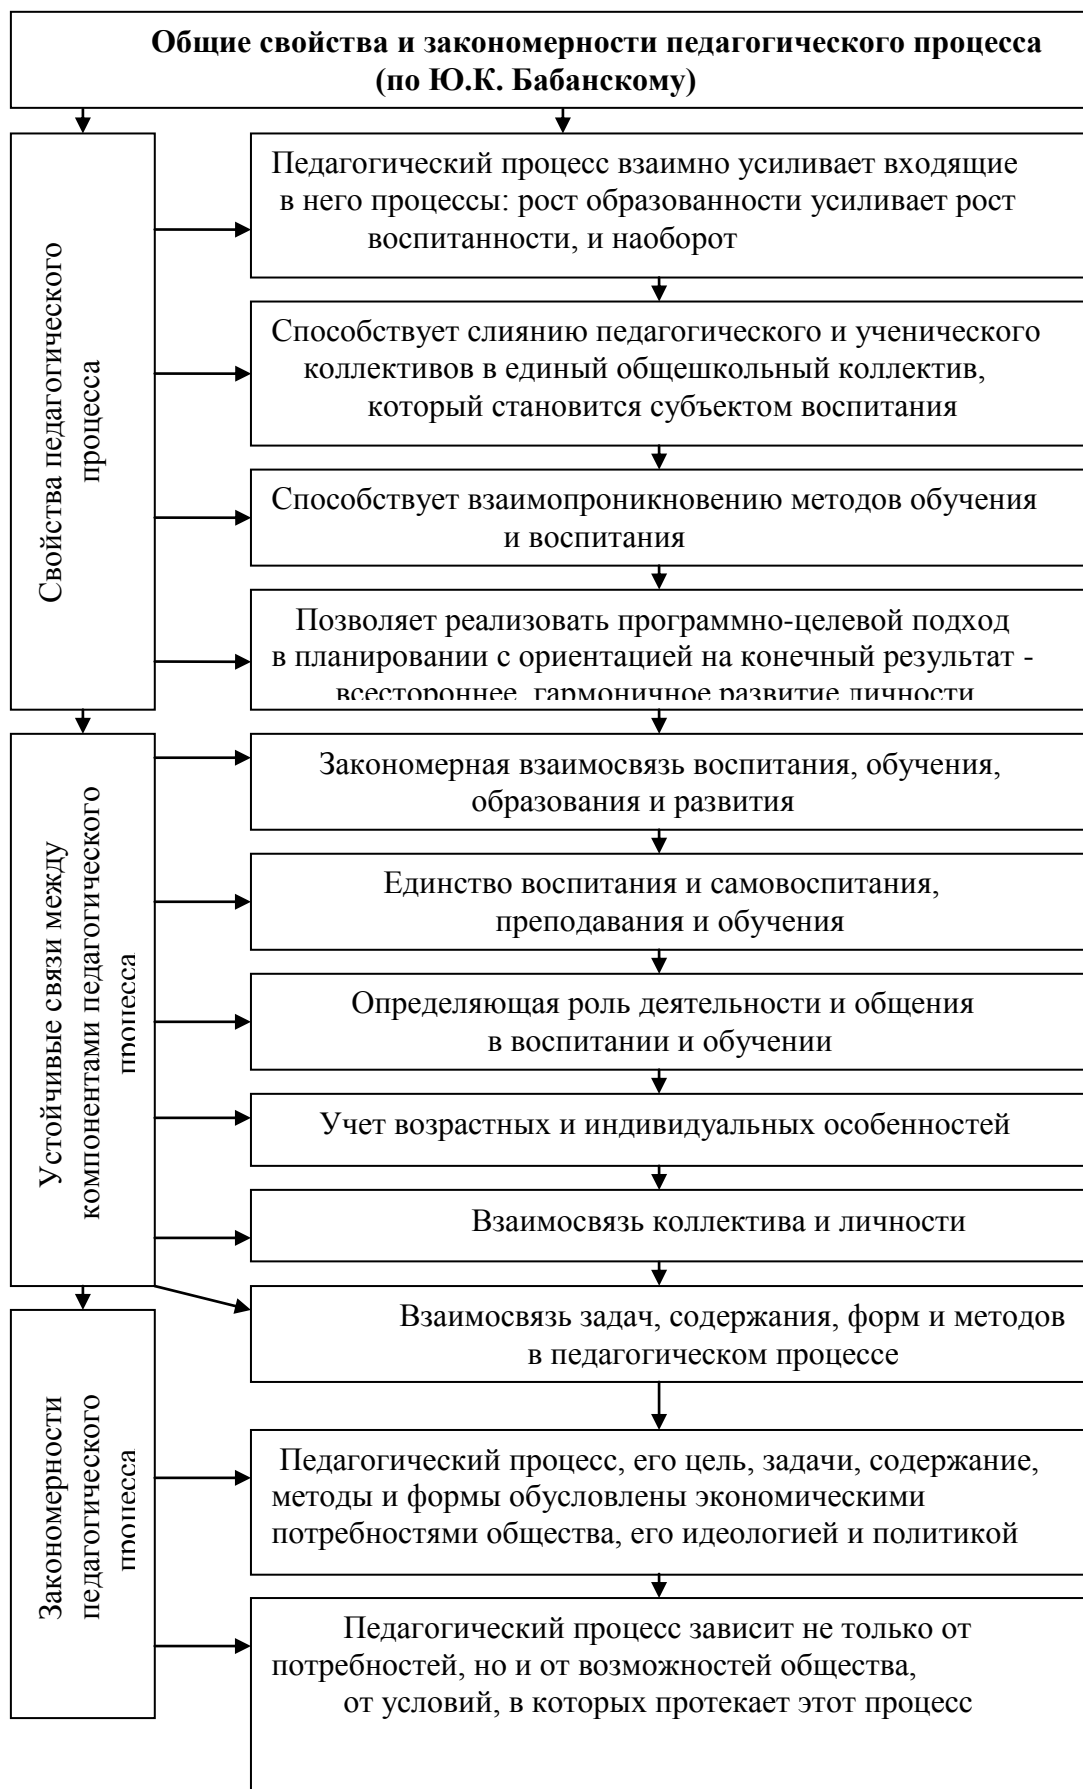 Общие свойства и закономерности педагогического процесса
(по Ю.К. Бабанскому)
Свойства педагогического
процесса
Педагогический процесс взаимно усиливает входящие
в него процессы: рост образованности усиливает рост
воспитанности, и наоборот
Способствует слиянию педагогического и ученического
коллективов в единый общешкольный коллектив,
который становится субъектом воспитания
Способствует взаимопроникновению методов обучения
и воспитания
Позволяет реализовать программно-целевой подход
в планировании с ориентацией на конечный результат -
всестороннее, гармоничное развитие личности
Устойчивые связи между
компонентами педагогического
процесса
Закономерная взаимосвязь воспитания, обучения,
образования и развития
Единство воспитания и самовоспитания,
преподавания и обучения
Определяющая роль деятельности и общения
в воспитании и обучении
Учет возрастных и индивидуальных особенностей
Взаимосвязь коллектива и личности
Взаимосвязь задач, содержания, форм и методов
в педагогическом процессе
Закономерности
педагогического
процесса
Педагогический процесс, его цель, задачи, содержание,
методы и формы обусловлены экономическими
потребностями общества, его идеологией и политикой
Педагогический процесс зависит не только от
потребностей, но и от возможностей общества,
от условий, в которых протекает этот процесс